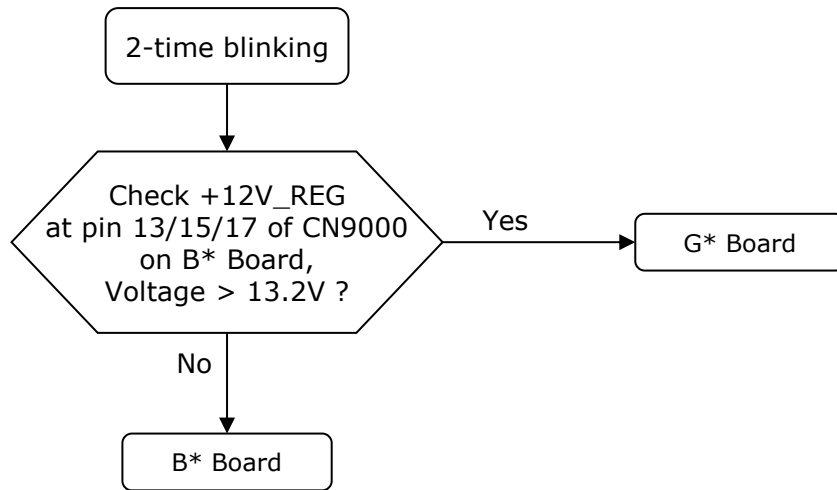 2-time blinking
Check +12V_REG
at pin 13/15/17 of CN9000
on B* Board,
Voltage > 13.2V ?
Yes
G* Board
No
B* Board